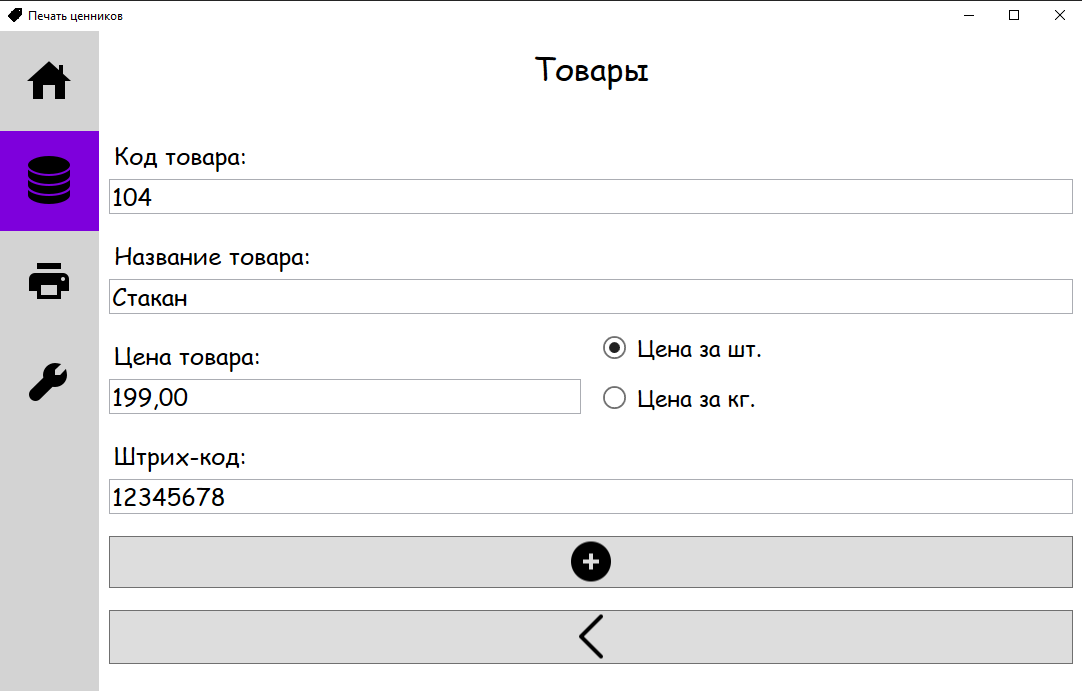 Печать ценников
Товары
Код товара:
104
Название товара:
Стакан
Цена товара:
199,00
Цена за шт.
Цена за кг.
Штрих-код:
12345678